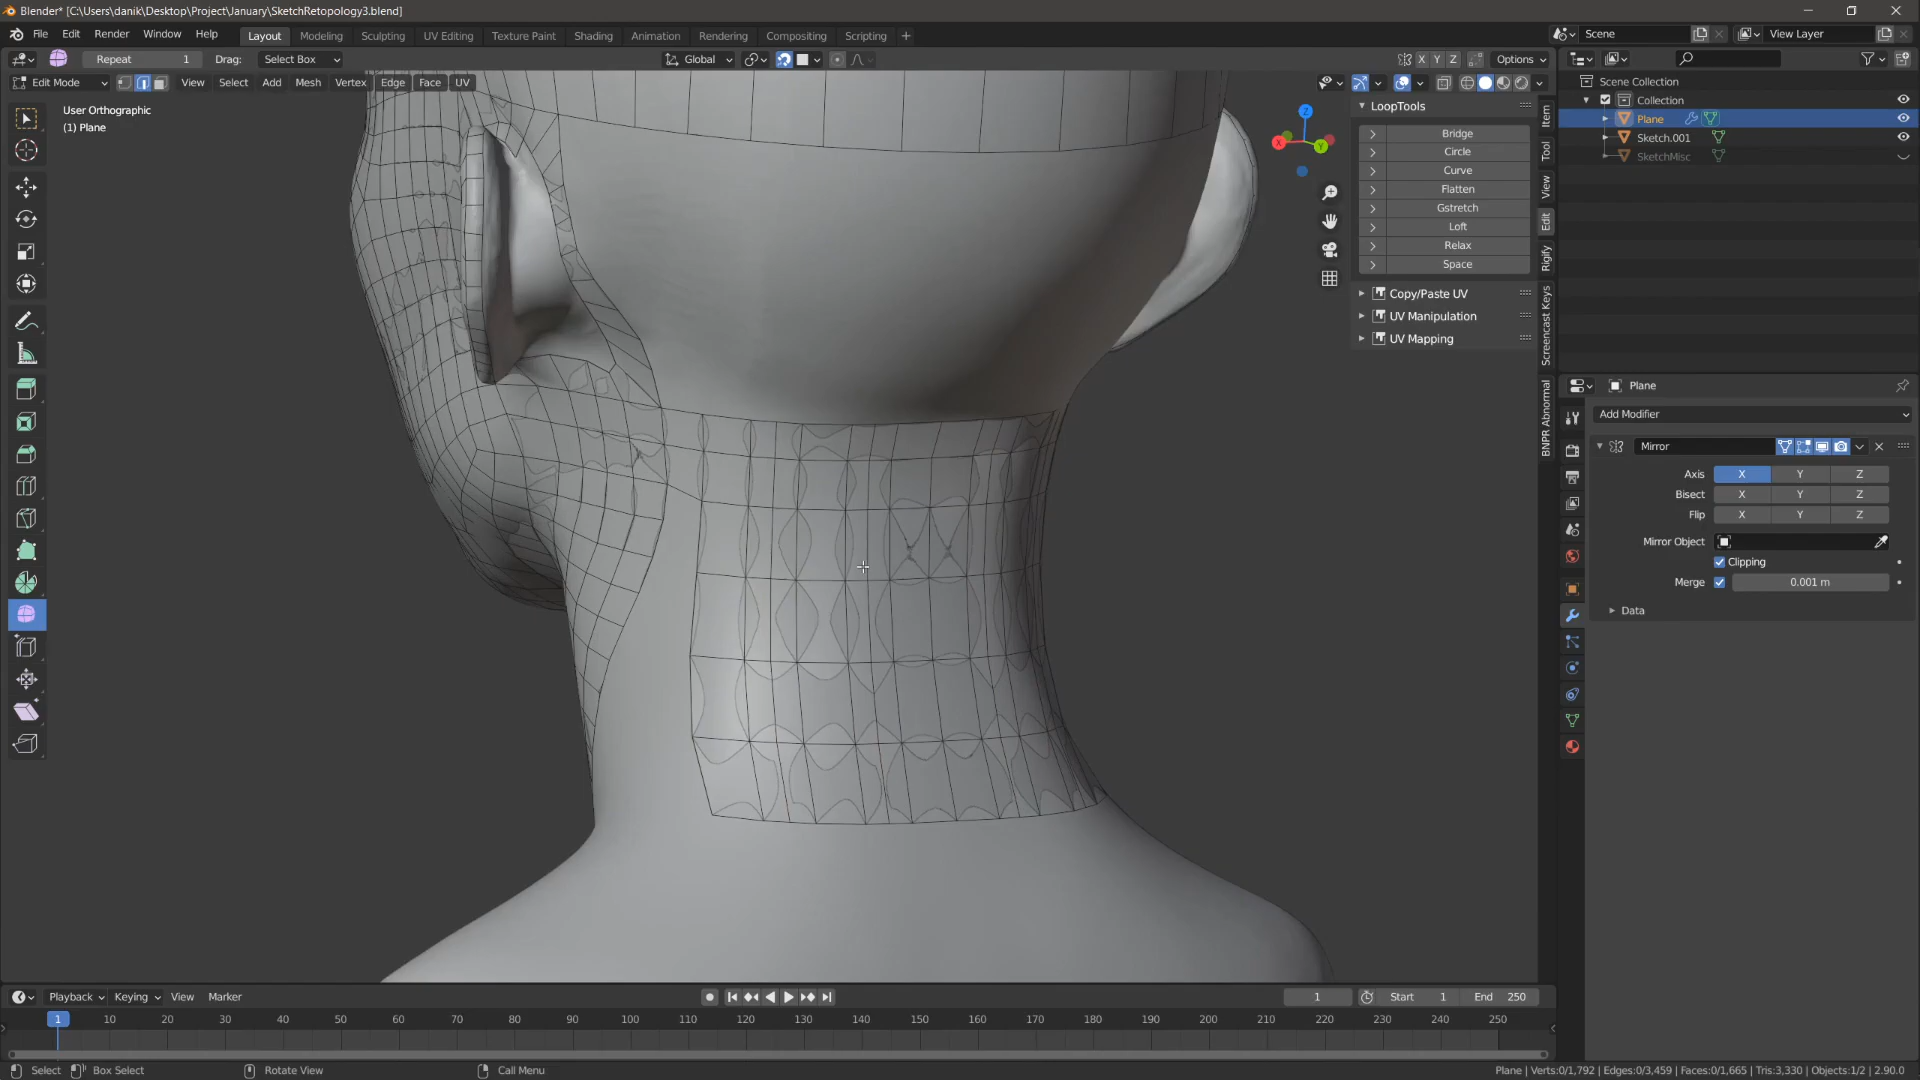 Blender* [C:\Users\danik\Desktop\Project\January\SketchRetopology3.blend]
File Edit Render Window Help Layout Modeling Sculpting UV Editing Texture Paint Shading Animation Rendering Compositing Scripting + Scene View Layer
Repeat 1 Drag: Select Box Global X Y Z Options
Edit Mode View Select Add Mesh Vertex Edge Face UV
User Orthographic
(1) Plane
Z
X
Y
LoopTools
Bridge
Circle
Curve
Flatten
Gstretch
Loft
Relax
Space
Copy/Paste UV
UV Manipulation
UV Mapping
Item
Tool
View
Edit
Rigify
Screencast Keys
BNPR Abnormal
Scene Collection
Collection
Plane
Sketch.001
SketchMisc
Plane
Add Modifier
Mirror
Axis X Y Z
Bisect X Y Z
Flip X Y Z
Mirror Object
Clipping
Merge 0.001 m
Data
Playback Keying View Marker 1 Start 1 End 250
1 10 20 30 40 50 60 70 80 90 100 110 120 130 140 150 160 170 180 190 200 210 220 230 240 250
Select Box Select Rotate View Call Menu Plane | Verts:0/1,792 | Edges:0/3,459 | Faces:0/1,665 | Tris:3,330 | Objects:1/2 | 2.90.0